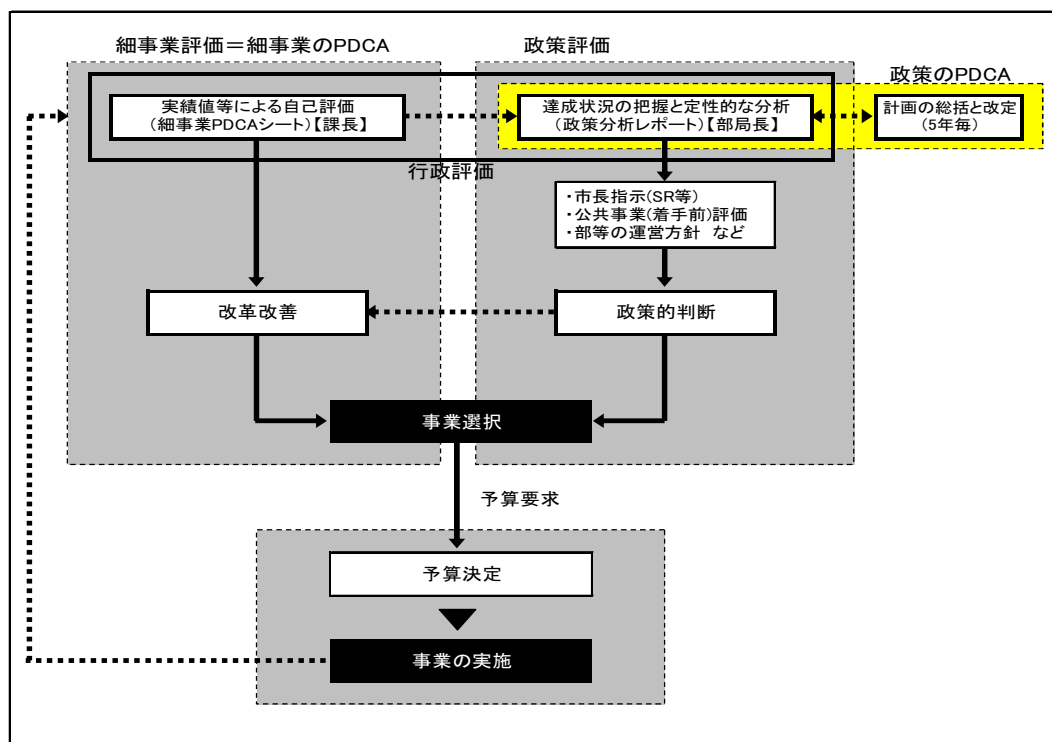 細事業評価＝細事業のPDCA
政策評価
政策のPDCA
実績値等による自己評価
(細事業PDCAシート)【課長】
達成状況の把握と定性的な分析
(政策分析レポート)【部局長】
計画の総括と改定
(5年毎)
行政評価
・市長指示(SR等)
・公共事業(着手前)評価
・部等の運営方針 など
改革改善
政策的判断
事業選択
予算要求
予算決定
事業の実施